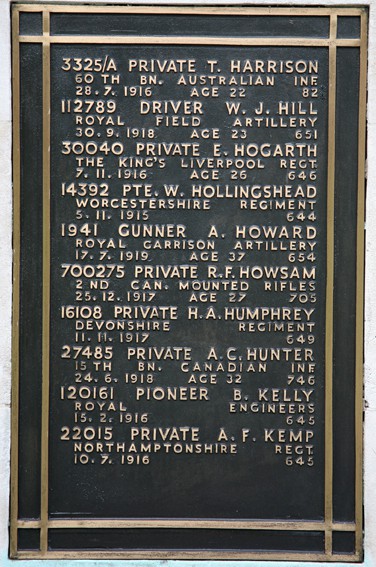 3325/A PRIVATE T. HARRISON
60 TH BN. AUSTRALIAN INF
28. 7. 1916 AGE 22 82
112789 DRIVER W. J. HILL
ROYAL FIELD ARTILLERY
30. 9. 1918 AGE 23 651
30040 PRIVATE E. HOGARTH
THE KING'S LIVERPOOL REGT
7. 11. 1916 AGE 26 646
14392 PTE. W. HOLLINGSHEAD
WORCESTERSHIRE REGIMENT
5. 11. 1915 644
1941 GUNNER A. HOWARD
ROYAL GARRISON ARTILLERY
17. 7. 1919 AGE 37 654
700275 PRIVATE R. F. HOWSAM
2 ND CAN. MOUNTED RIFLES
25. 12. 1917 AGE 27 703
16108 PRIVATE H. A. HUMPHREY
DEVONSHIRE REGIMENT
11. 11. 1917 649
27485 PRIVATE A. C. HUNTER
15 TH BN. CANADIAN INF
24. 6. 1918 AGE 32 746
120161 PIONEER B. KELLY
ROYAL ENGINEERS
15. 2. 1916 645
22015 PRIVATE A. F. KEMP
NORTHAMPTONSHIRE REGT.
10. 7. 1916 645